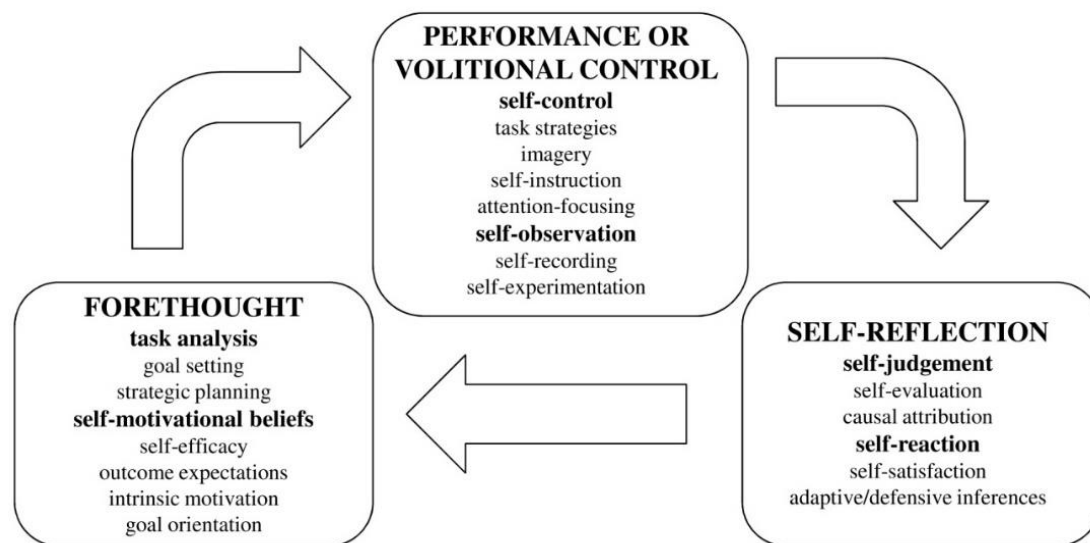 PERFORMANCE OR
VOLITIONAL CONTROL
self-control
task strategies
imagery
self-instruction
attention-focusing
self-observation
self-recording
self-experimentation
FORETHOUGHT
task analysis
goal setting
strategic planning
self-motivational beliefs
self-efficacy
outcome expectations
intrinsic motivation
goal orientation
SELF-REFLECTION
self-judgement
self-evaluation
causal attribution
self-reaction
self-satisfaction
adaptive/defensive inferences